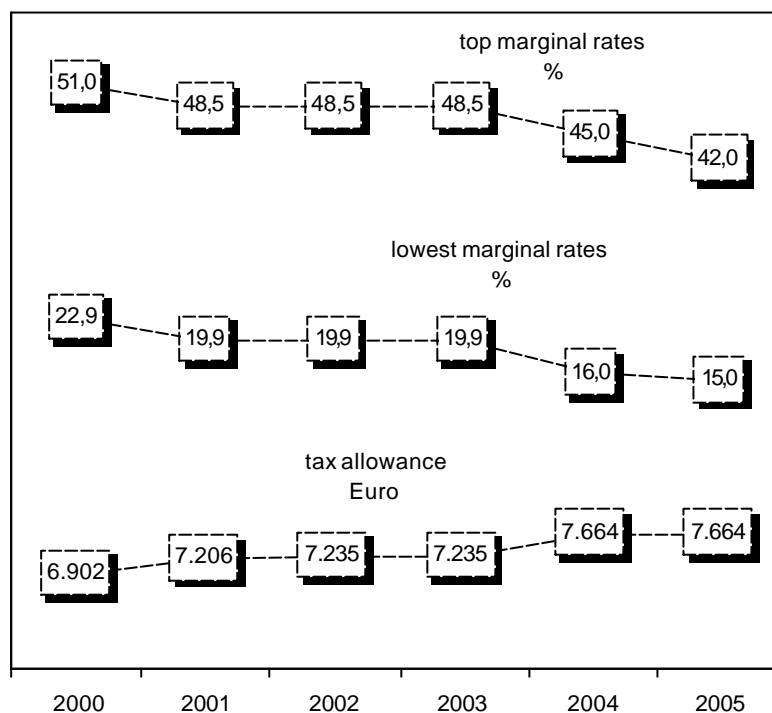 top marginal rates
%
51,0 48,5 48,5 48,5 45,0 42,0
lowest marginal rates
%
22,9 19,9 19,9 19,9 16,0 15,0
tax allowance
Euro
6.902 7.206 7.235 7.235 7.664 7.664
2000 2001 2002 2003 2004 2005